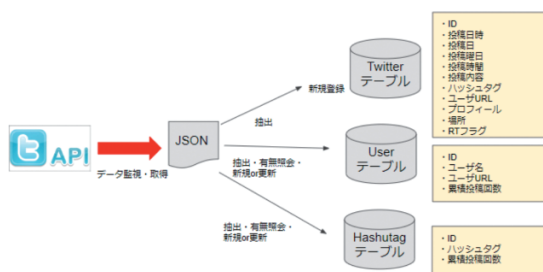 API
データ監視・取得
JSON
新規登録
抽出
抽出・有無照会・
新規or更新
抽出・有無照会・
新規or更新
Twitter
テーブル
・ID
・投稿日時
・投稿日
・投稿曜日
・投稿時間
・投稿内容
・ハッシュタグ
・ユーザURL
・プロフィール
・場所
・RTフラグ
User
テーブル
・ID
・ユーザ名
・ユーザURL
・累積投稿回数
Hashutag
テーブル
・ID
・ハッシュタグ
・累積投稿回数